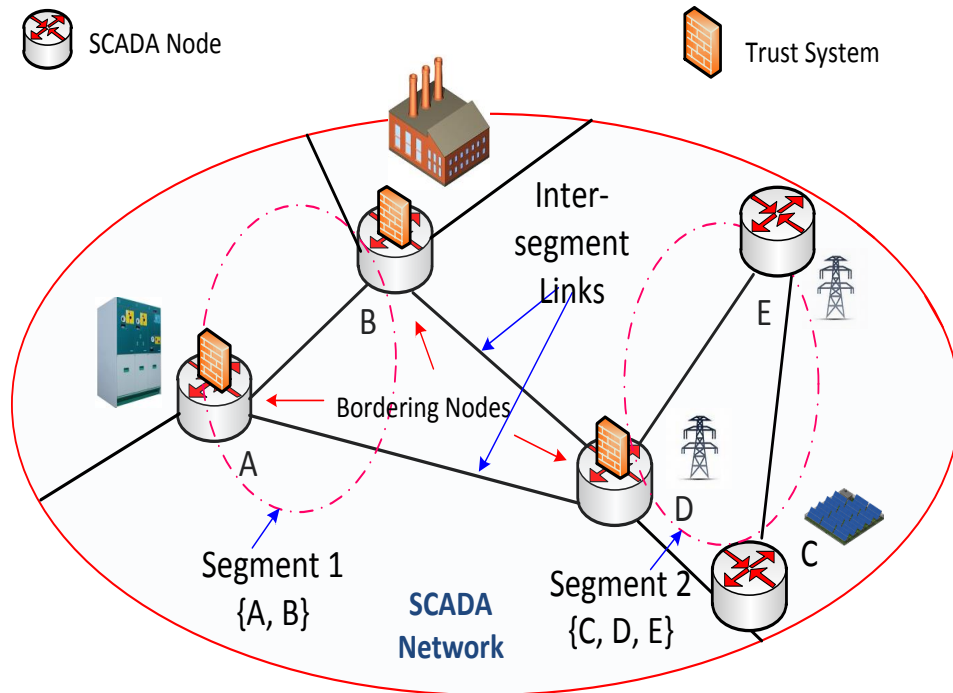 SCADA Node
Trust System
Inter-
segment
Links
B
E
Bordering Nodes
A
D
C
Segment 1
{A, B}
Segment 2
{C, D, E}
SCADA
Network